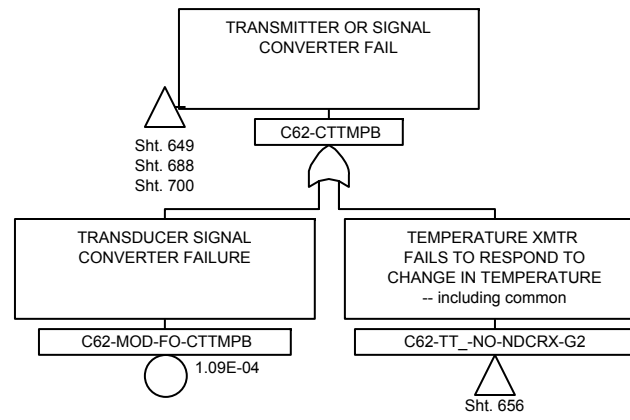 TRANSMITTER OR SIGNAL
CONVERTER FAIL
C62-CTTMPB
Sht. 649
Sht. 688
Sht. 700
TRANSDUCER SIGNAL
CONVERTER FAILURE
C62-MOD-FO-CTTMPB
1.09E-04
TEMPERATURE XMTR
FAILS TO RESPOND TO
CHANGE IN TEMPERATURE
-- including common
C62-TT_-NO-NDCRX-G2
Sht. 656